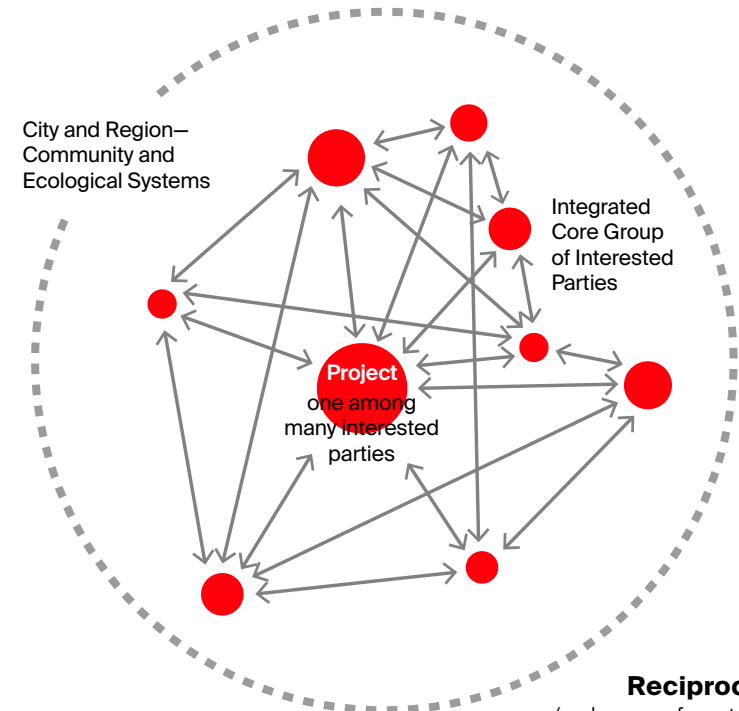 City and Region—
Community and
Ecological Systems
Integrated
Core Group
of Interested
Parties
Project
one among
many interested
parties